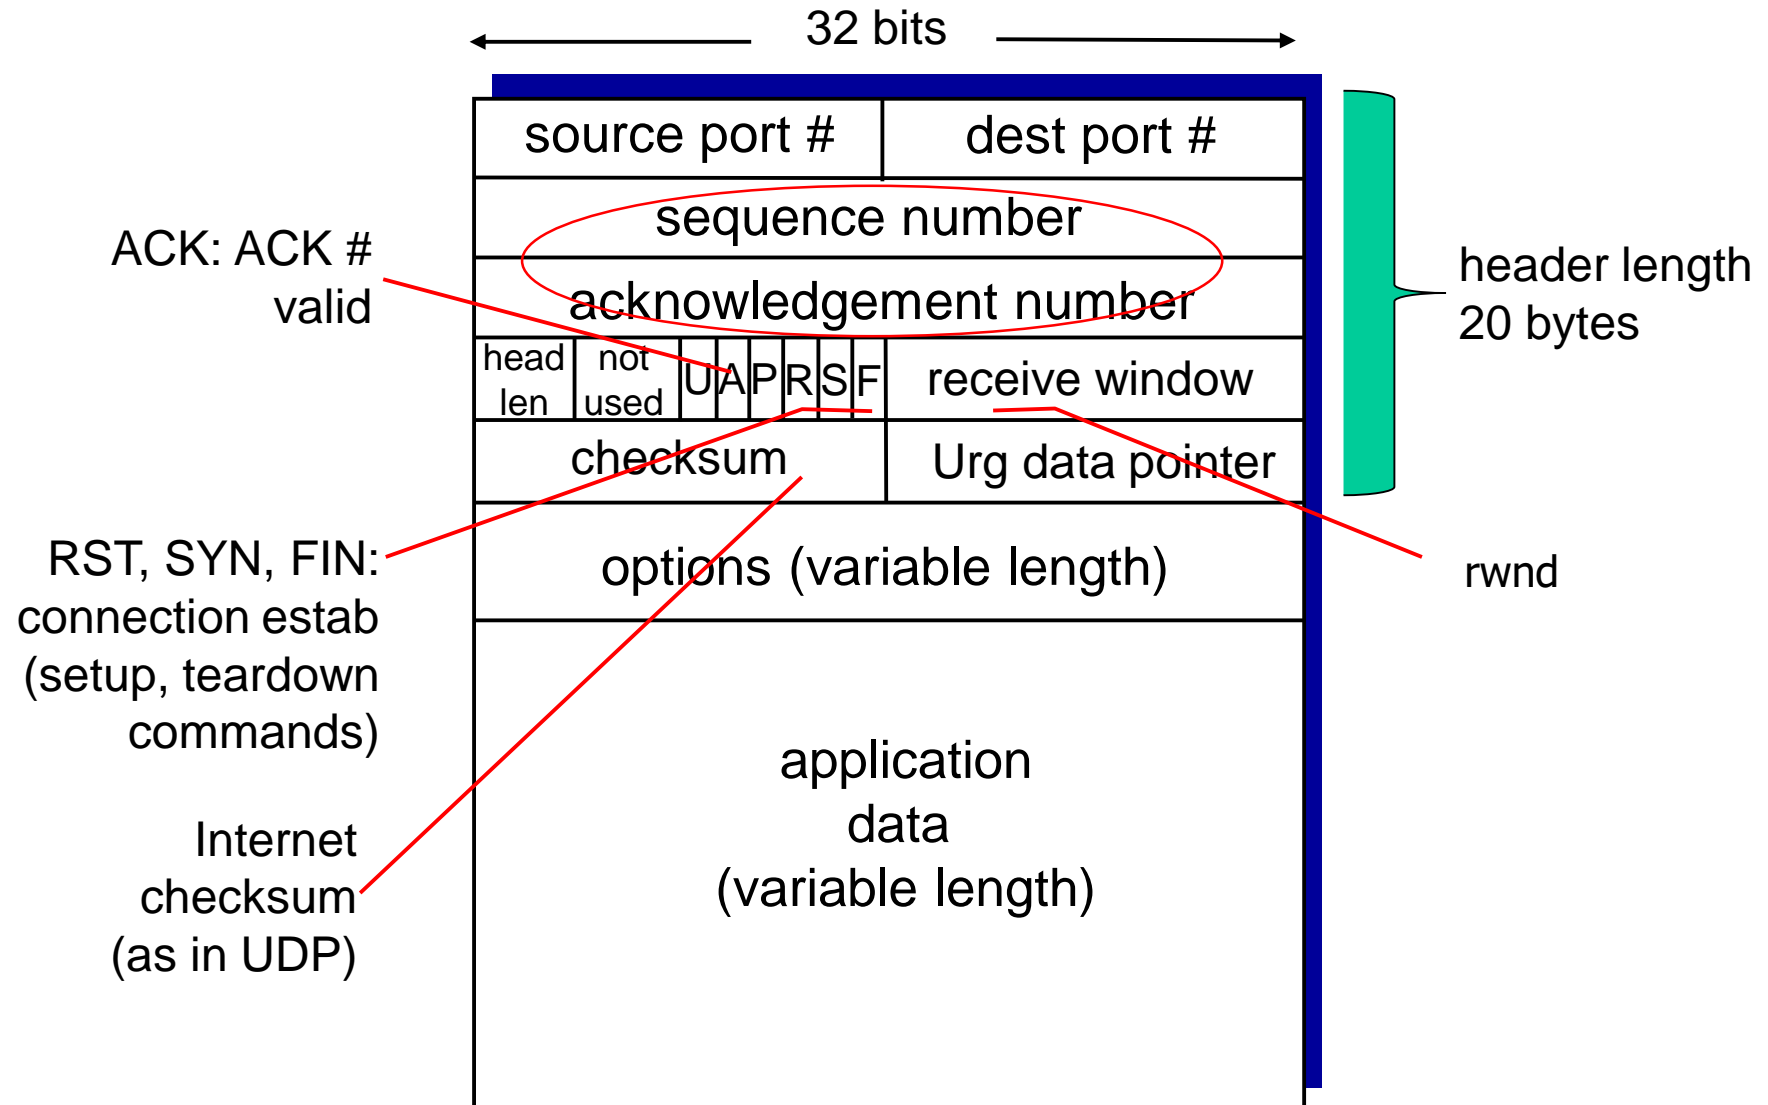 32 bits
source port #
dest port #
sequence number
acknowledgement number
head
len
not
used
U
A
P
R
S
F
receive window
checksum
Urg data pointer
options (variable length)
application
data
(variable length)
ACK: ACK #
valid
RST, SYN, FIN:
connection estab
(setup, teardown
commands)
Internet
checksum
(as in UDP)
header length
20 bytes
rwnd